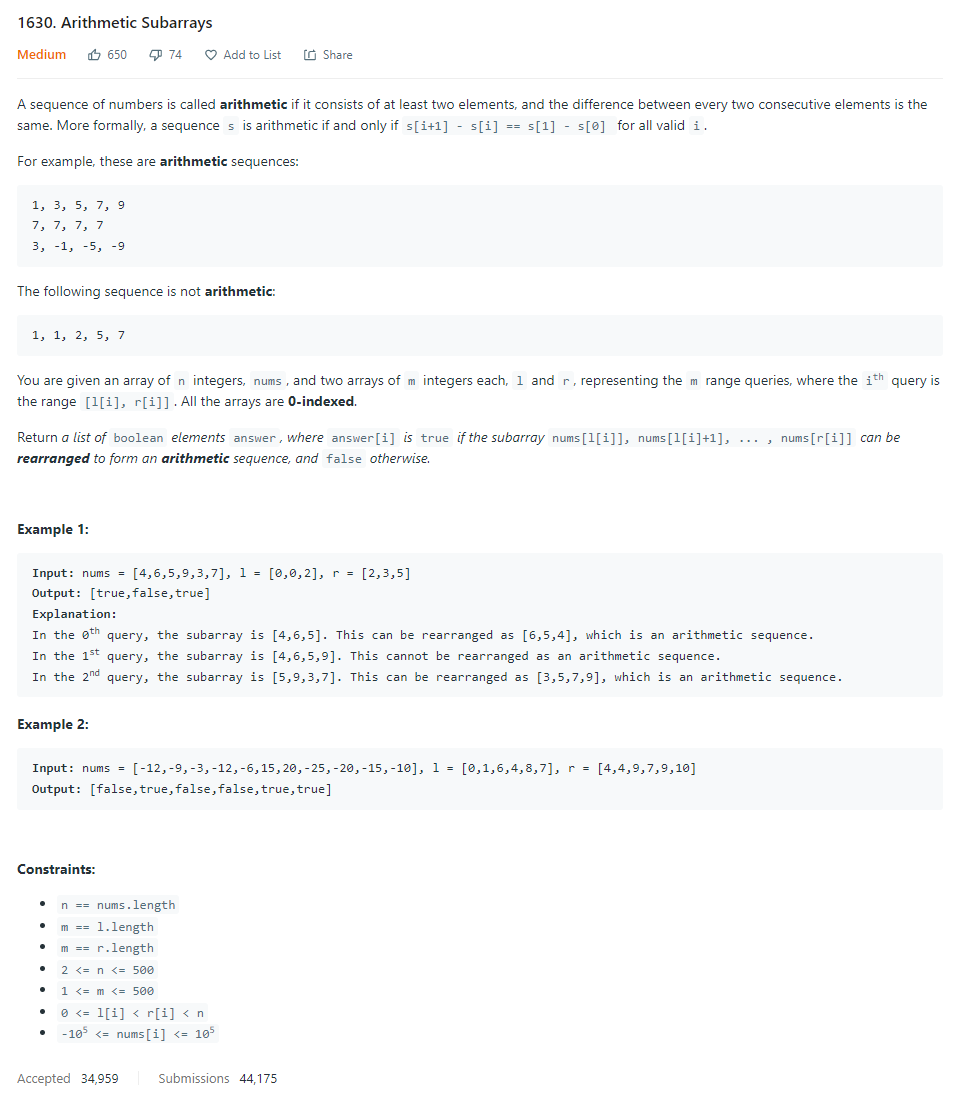 1630. Arithmetic Subarrays
Medium 650 74 Add to List Share
A sequence of numbers is called arithmetic if it consists of at least two elements, and the difference between every two consecutive elements is the
same. More formally, a sequence s is arithmetic if and only if s[i+1] - s[i] == s[1] - s[0] for all valid i.
For example, these are arithmetic sequences:
1, 3, 5, 7, 9
7, 7, 7, 7
3, -1, -5, -9
The following sequence is not arithmetic:
1, 1, 2, 5, 7
You are given an array of n integers, nums, and two arrays of m integers each, l and r, representing the m range queries, where the ith query is
the range [l[i], r[i]]. All the arrays are 0-indexed.
Return a list of boolean elements answer, where answer[i] is true if the subarray nums[l[i]], nums[l[i]+1], ... , nums[r[i]] can be
rearranged to form an arithmetic sequence, and false otherwise.
Example 1:
Input: nums = [4,6,5,9,3,7], l = [0,0,2], r = [2,3,5]
Output: [true,false,true]
Explanation:
In the 0th query, the subarray is [4,6,5]. This can be rearranged as [6,5,4], which is an arithmetic sequence.
In the 1st query, the subarray is [4,6,5,9]. This cannot be rearranged as an arithmetic sequence.
In the 2nd query, the subarray is [5,9,3,7]. This can be rearranged as [3,5,7,9], which is an arithmetic sequence.
Example 2:
Input: nums = [-12,-9,-3,-12,-6,15,20,-25,-20,-15,-10], l = [0,1,6,4,8,7], r = [4,4,9,7,9,10]
Output: [false,true,false,false,true,true]
Constraints:
n == nums.length
m == l.length
m == r.length
2 <= n <= 500
1 <= m <= 500
0 <= l[i] < r[i] < n
-10^5 <= nums[i] <= 10^5
Accepted 34,959 Submissions 44,175